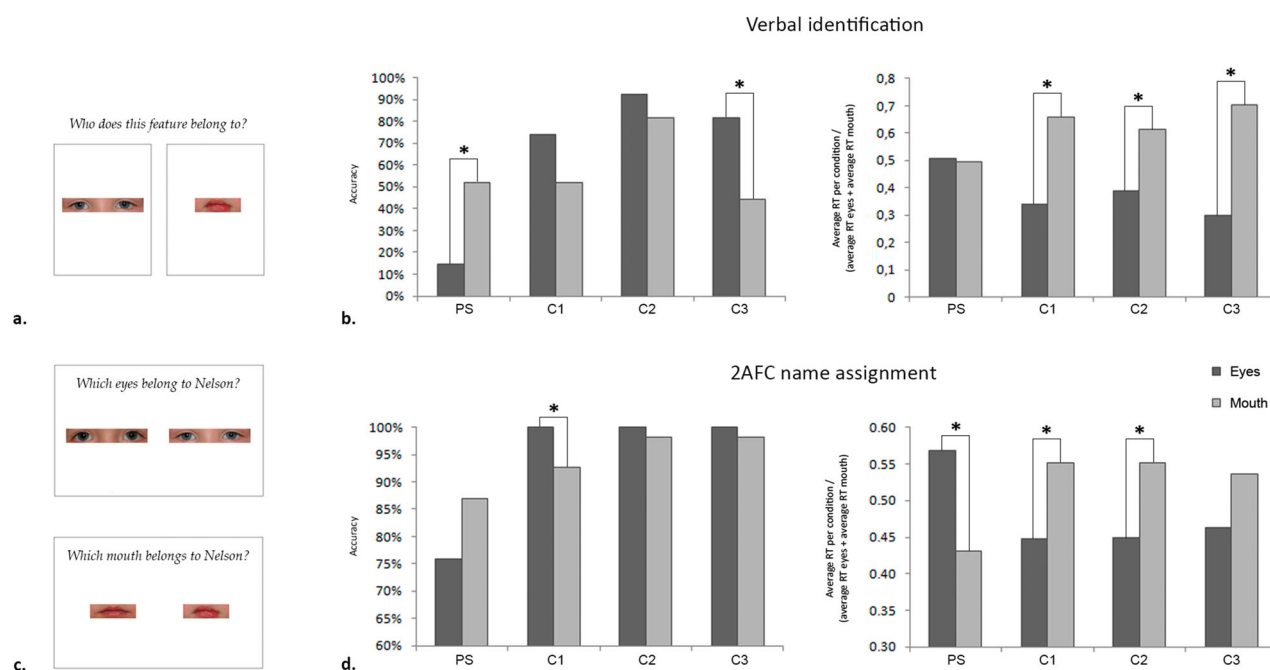 Verbal identification
Who does this feature belong to?
a.
Accuracy
100%
90%
80%
70%
60%
50%
40%
30%
20%
10%
0%
*
*
PS C1 C2 C3
b.
Average RT per condition /
(average RT eyes + average RT mouth)
0,8
0,7
0,6
0,5
0,4
0,3
0,2
0,1
0
*
*
*
PS C1 C2 C3
Which eyes belong to Nelson?
Which mouth belongs to Nelson?
c.
2AFC name assignment
Eyes
Mouth
Accuracy
100%
95%
90%
85%
80%
75%
70%
65%
60%
*
PS C1 C2 C3
d.
Average RT per condition /
(average RT eyes + average RT mouth)
0.60
0.55
0.50
0.45
0.40
0.35
0.30
*
*
*
PS C1 C2 C3